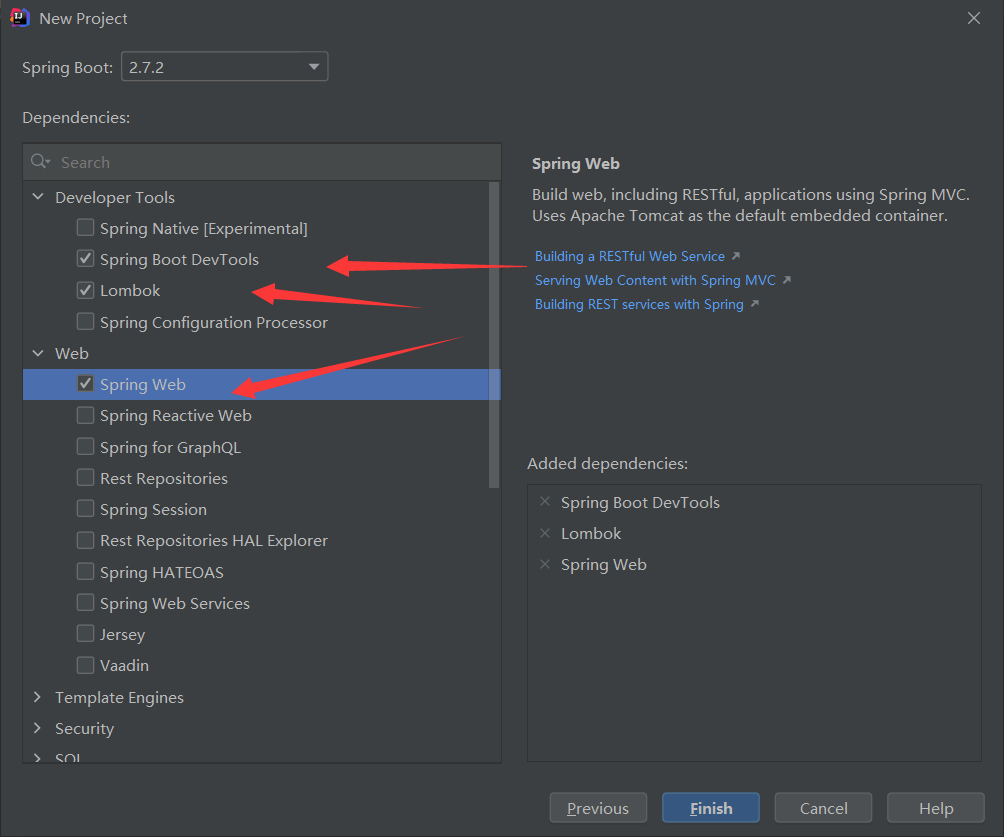 New Project
Spring Boot: 2.7.2
Dependencies:
Search
Developer Tools
Spring Native [Experimental]
Spring Boot DevTools
Lombok
Spring Configuration Processor
Web
Spring Web
Spring Reactive Web
Spring for GraphQL
Rest Repositories
Spring Session
Rest Repositories HAL Explorer
Spring HATEOAS
Spring Web Services
Jersey
Vaadin
Template Engines
Security
SQL
Spring Web
Build web, including RESTful, applications using Spring MVC.
Uses Apache Tomcat as the default embedded container.
Building a RESTful Web Service
Serving Web Content with Spring MVC
Building REST services with Spring
Added dependencies:
Spring Boot DevTools
Lombok
Spring Web
Previous
Finish
Cancel
Help